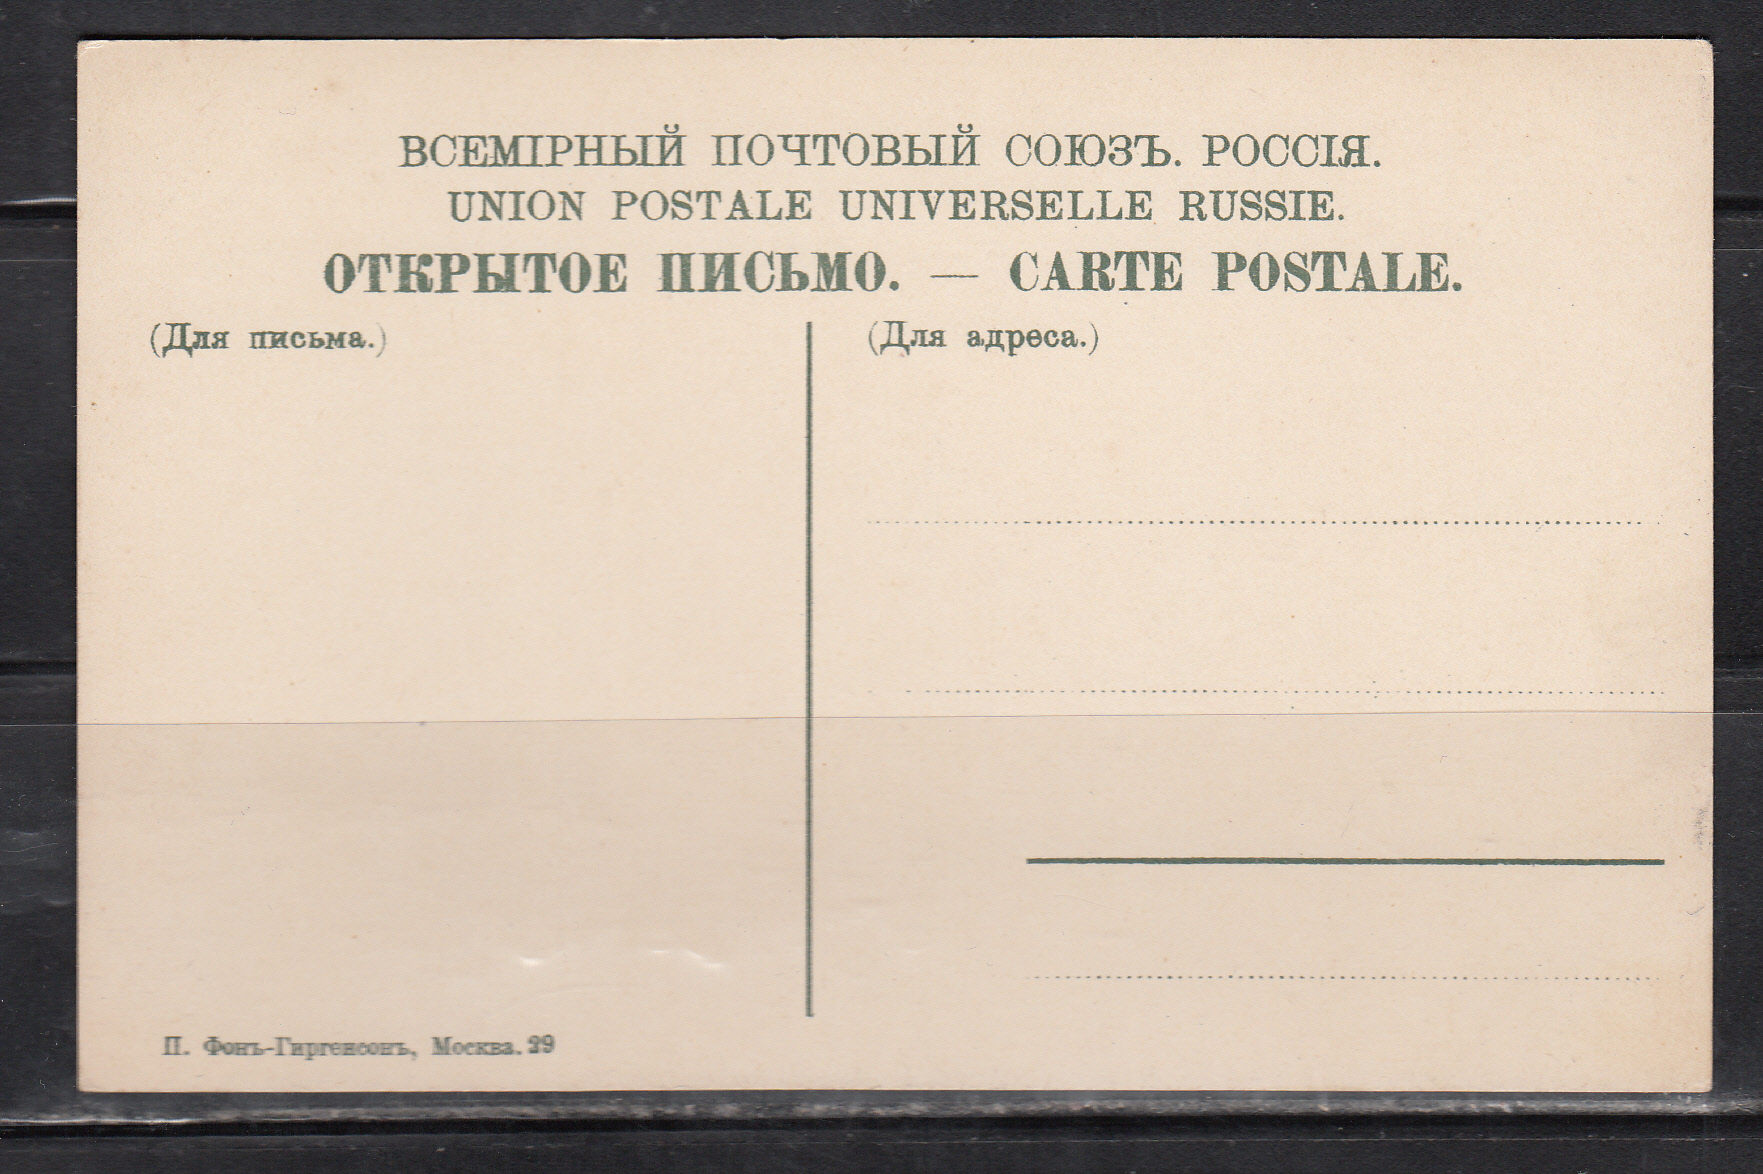 ВСЕМІРНЫЙ ПОЧТОВЫЙ СОЮЗЪ. РОССІЯ.
UNION POSTALE UNIVERSELLE RUSSIE.
ОТКРЫТОЕ ПИСЬМО. — CARTE POSTALE.
(Для письма.)
(Для адреса.)
П. Фонъ-Гиргенсонъ, Москва. 29